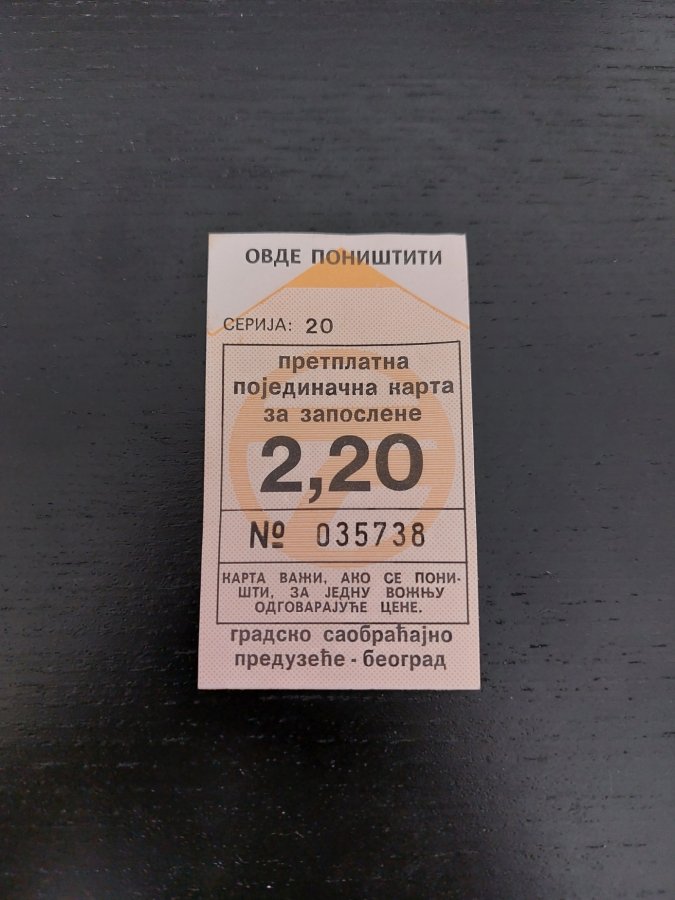 ОВДЕ ПОНИШТИТИ
СЕРИЈА: 20
претплатна
појединачна карта
за запослене
2,20
№ 035738
КАРТА ВАЖИ, АКО СЕ ПОНИ-
ШТИ, ЗА ЈЕДНУ ВОЖЊУ
ОДГОВАРАЈУЋЕ ЦЕНЕ.
градско саобраћајно
предузеће - београд